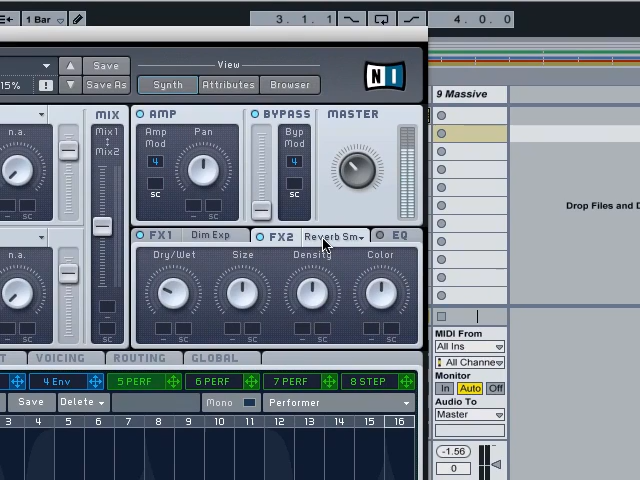 1 Bar
3. 1. 1
4. 0. 0
View
Save
15%
Save As
Synth
Attributes
Browser
N I
9 Massive
n.a.
MIX
Mix1
Mix2
AMP
Amp
Mod
4
SC
Pan
SC
BYPASS
Byp
Mod
4
SC
MASTER
Drop Files and D
FX1
Dim Exp
FX2
Reverb Sm
EQ
n.a.
SC
Dry/Wet
Size
Density
Color
VOICING
ROUTING
GLOBAL
MIDI From
All Ins
All Channe
Monitor
In
Auto
Off
Audio To
Master
4 Env
5 PERF
6 PERF
7 PERF
8 STEP
Save
Delete
Mono
Performer
3 4 5 6 7 8 9 10 11 12 13 14 15 16
-1.56
0